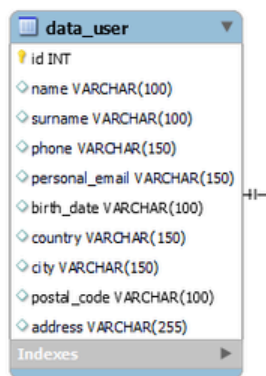 data_user
id INT
name VARCHAR(100)
surname VARCHAR(100)
phone VARCHAR(150)
personal_email VARCHAR(150)
birth_date VARCHAR(100)
country VARCHAR(150)
city VARCHAR(150)
postal_code VARCHAR(100)
address VARCHAR(255)
Indexes